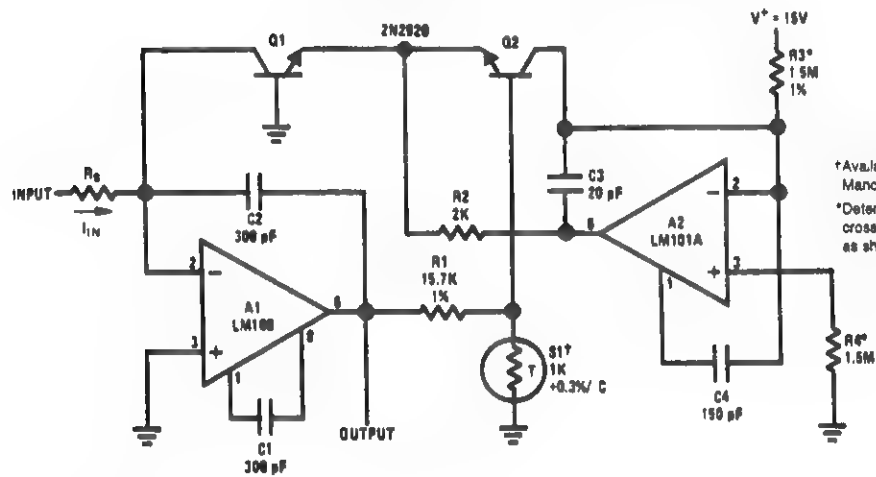 V+ = 15V
Q1
2N2920
Q2
R3*
1.5M
1%
†Availa
Manc
*Deter
cross
as sh
INPUT
Rs
IIN
C2
300 pF
R2
2K
C3
20 pF
A2
LM101A
2
3
6
1
R1
15.7K
1%
A1
LM108
2
3
6
8
1
S1†
1K
+0.3%/°C
T
R4*
1.5M
C4
150 pF
C1
300 pF
OUTPUT